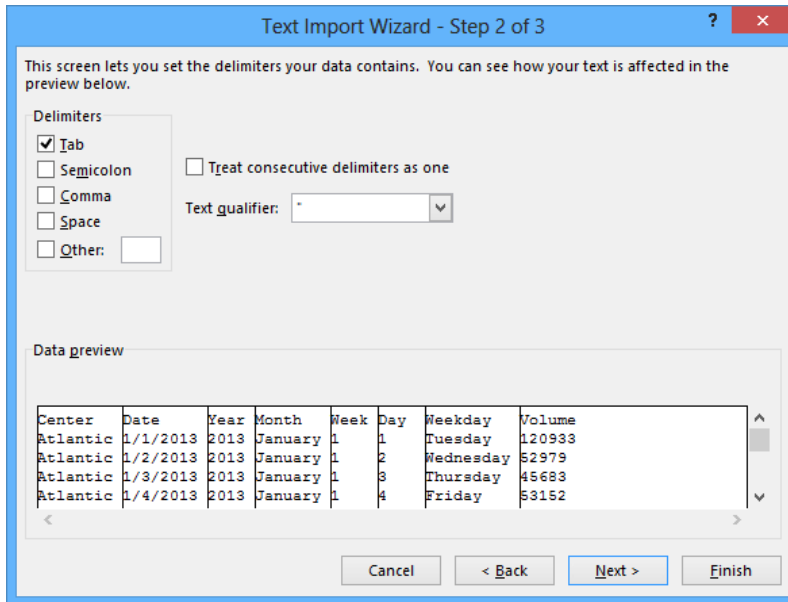 Text Import Wizard - Step 2 of 3
?
×
This screen lets you set the delimiters your data contains.  You can see how your text is affected in the
preview below.
Delimiters
Tab
Semicolon
Comma
Space
Other:
Treat consecutive delimiters as one
Text qualifier: "
Data preview
Center Date Year Month Week Day Weekday Volume
Atlantic 1/1/2013 2013 January 1 1 Tuesday 120933
Atlantic 1/2/2013 2013 January 1 2 Wednesday 52979
Atlantic 1/3/2013 2013 January 1 3 Thursday 45683
Atlantic 1/4/2013 2013 January 1 4 Friday 53152
Cancel < Back Next > Finish